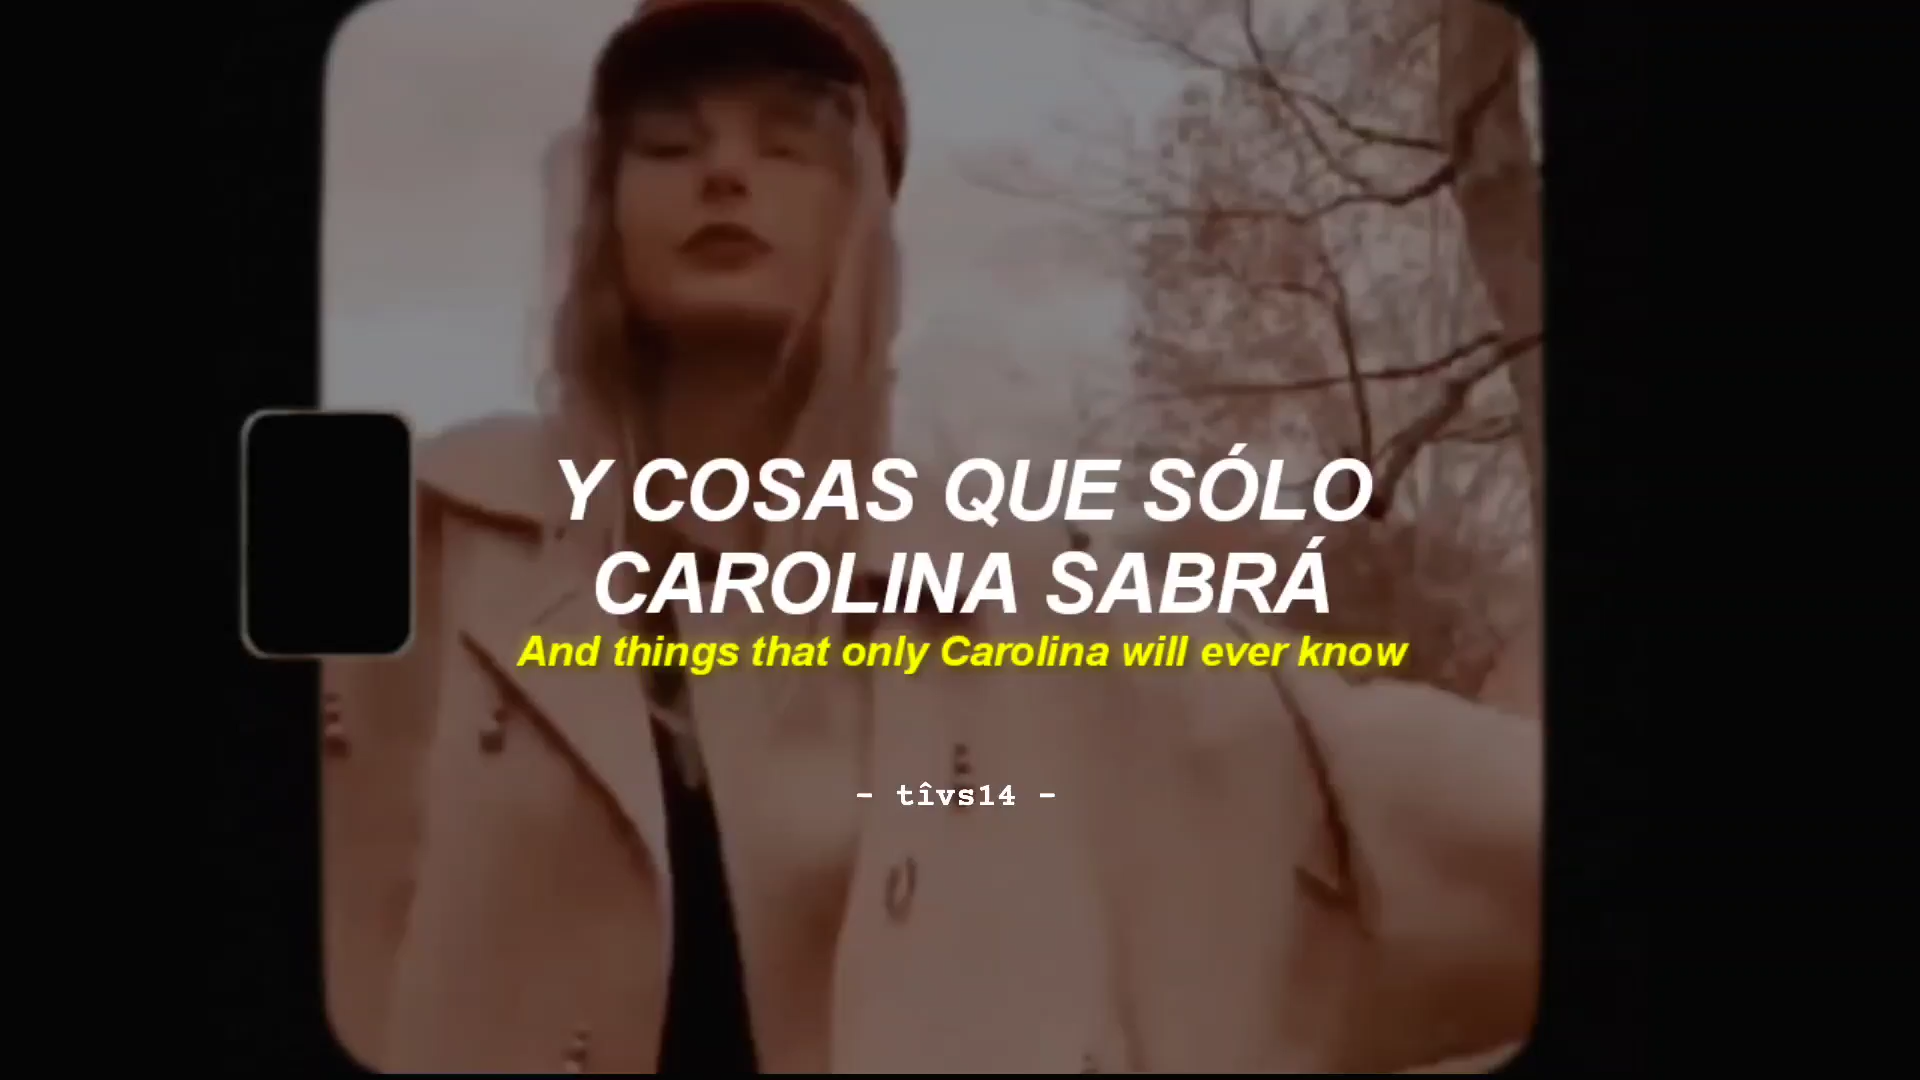 Y COSAS QUE SÓLO
CAROLINA SABRÁ
And things that only Carolina will ever know
- tîvs14 -